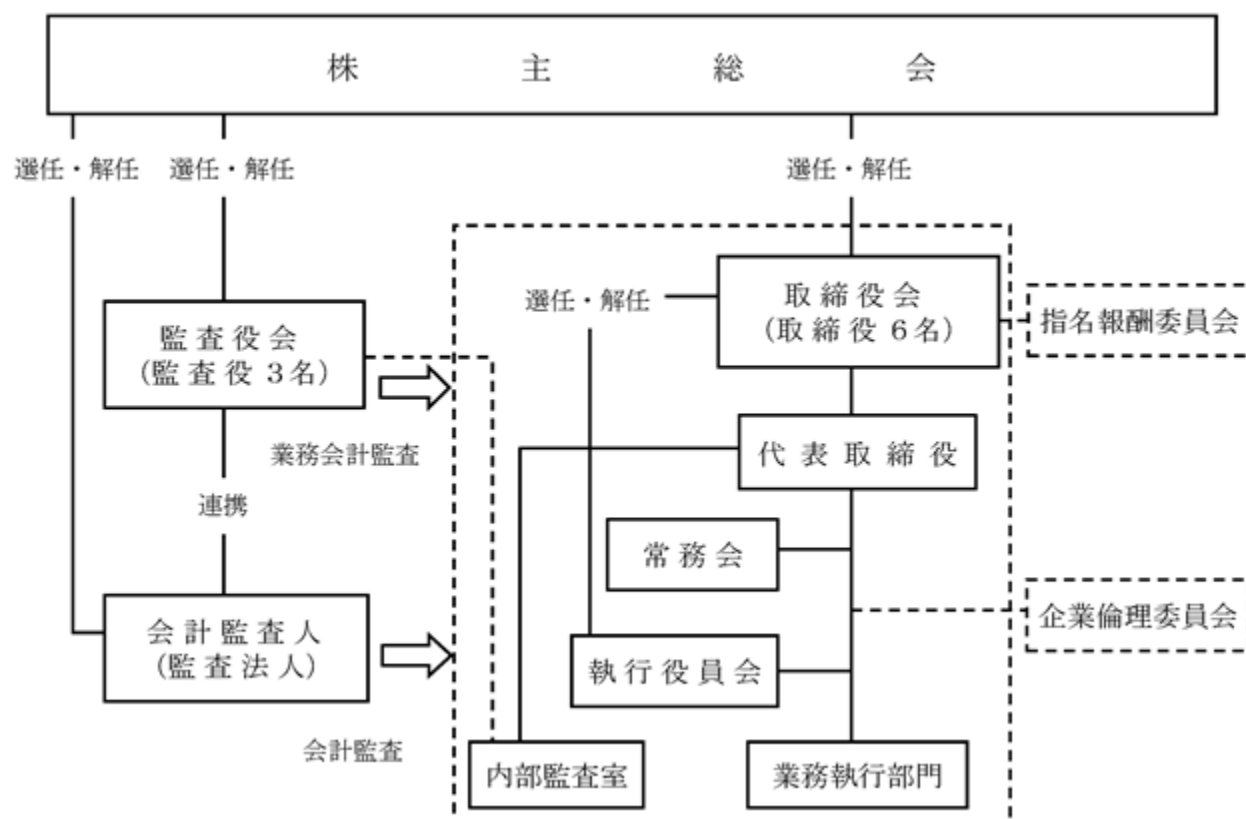 株主総会
選任・解任
選任・解任
選任・解任
選任・解任
取締役会
(取締役6名)
指名報酬委員会
監査役会
(監査役3名)
業務会計監査
代表取締役
連携
常務会
会計監査人
(監査法人)
執行役員会
企業倫理委員会
会計監査
内部監査室
業務執行部門